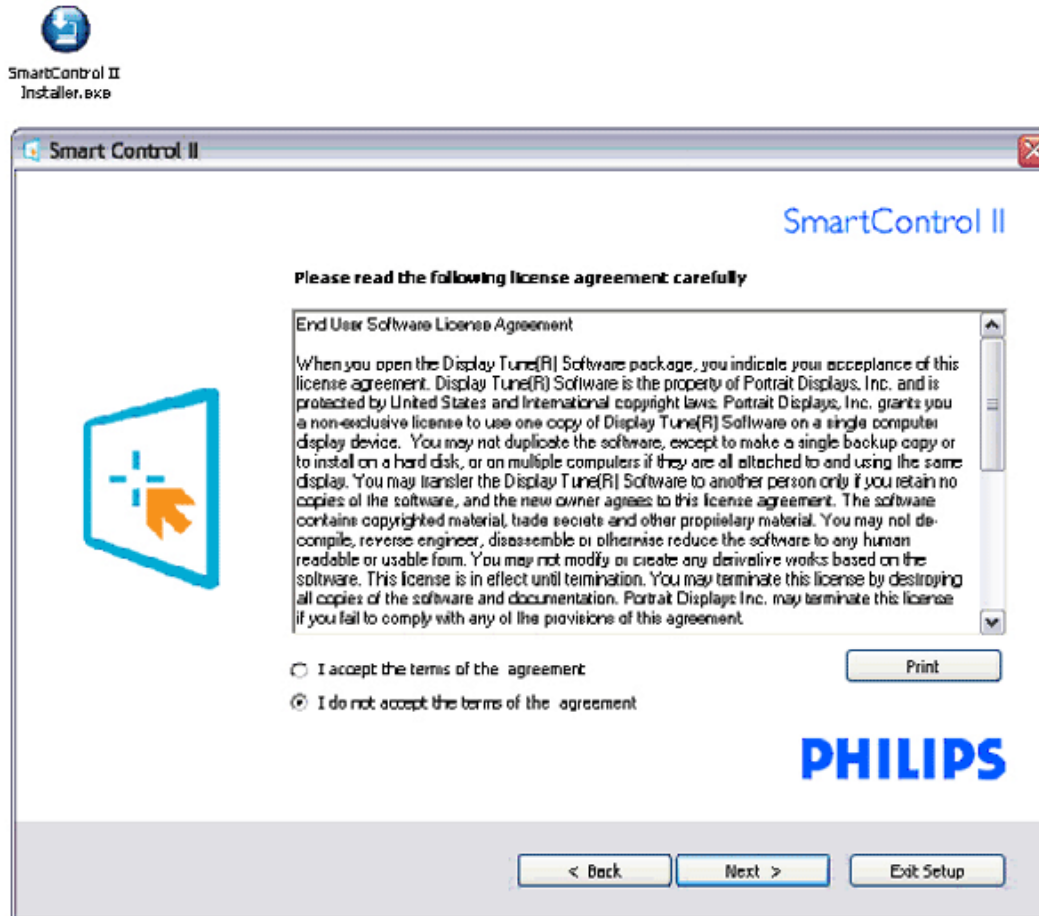 SmartControl II
Installer.exe
Smart Control II
SmartControl II
Please read the following license agreement carefully
End User Software License Agreement
When you open the Display Tune(R) Software package, you indicate your acceptance of this
license agreement. Display Tune(R) Software is the property of Portrait Displays, Inc. and is
protected by United States and International copyright laws. Portrait Displays, Inc. grants you
a non-exclusive license to use one copy of Display Tune(R) Software on a single computer
display device.  You may not duplicate the software, except to make a single backup copy or
to install on a hard disk, or on multiple computers if they are all attached to and using the same
display. You may transfer the Display Tune(R) Software to another person only if you retain no
copies of the software, and the new owner agrees to this license agreement. The software
contains copyrighted material, trade secrets and other proprietary material. You may not de-
compile, reverse engineer, disassemble or otherwise reduce the software to any human
readable or usable form. You may not modify or create any derivative works based on the
software. This license is in effect until termination. You may terminate this license by destroying
all copies of the software and documentation. Portrait Displays Inc. may terminate this license
if you fail to comply with any of the provisions of this agreement.
I accept the terms of the agreement
Print
I do not accept the terms of the agreement
PHILIPS
< Back
Next >
Exit Setup